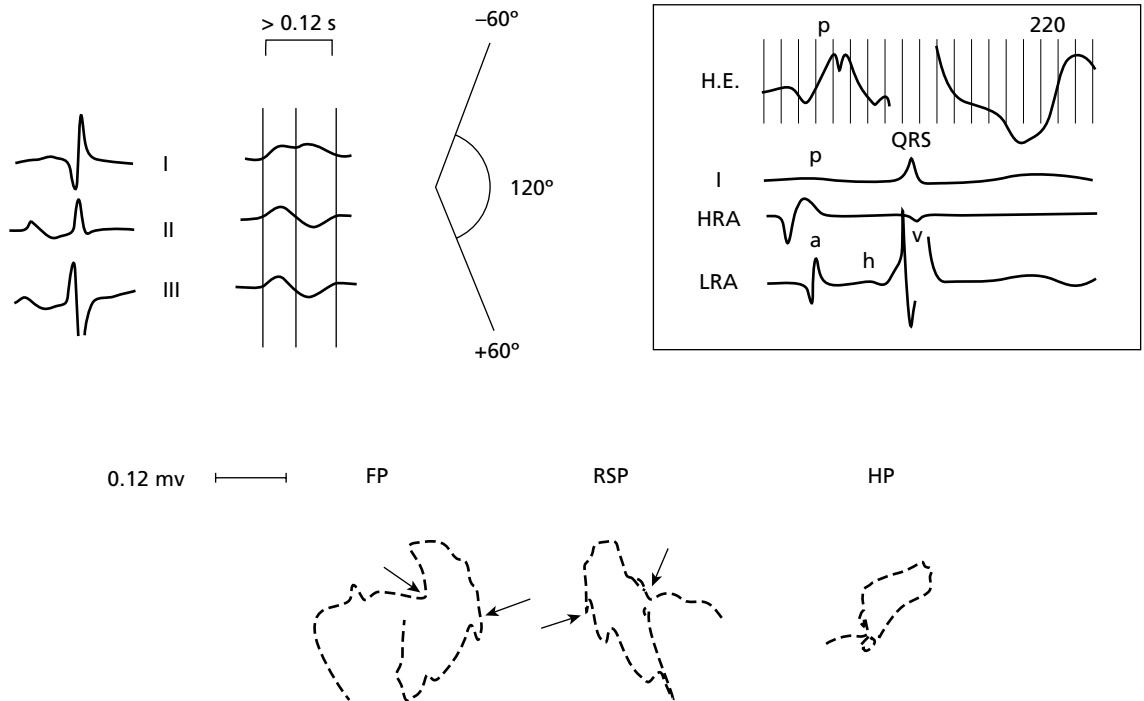 > 0.12 s
–60º
120º
+60º
I
II
III
p
220
H.E.
QRS
p
I
HRA
a
h
v
LRA
0.12 mv
FP
RSP
HP